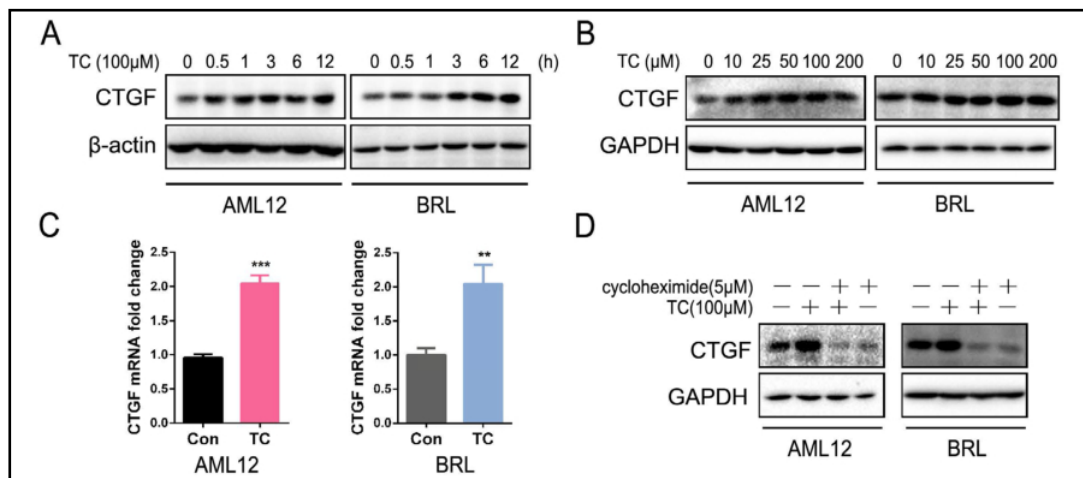 A
TC (100μM) 0 0.5 1 3 6 12 0 0.5 1 3 6 12 (h)
CTGF
β-actin
AML12 BRL
B
TC (μM) 0 10 25 50 100 200 0 10 25 50 100 200
CTGF
GAPDH
AML12 BRL
C
CTGF mRNA fold change
2.5
2.0
1.5
1.0
0.5
0.0
***
Con TC
AML12
CTGF mRNA fold change
2.5
2.0
1.5
1.0
0.5
0.0
**
Con TC
BRL
D
cycloheximide(5μM) — — + + — — + +
TC(100μM) — + + — — + + —
CTGF
GAPDH
AML12 BRL